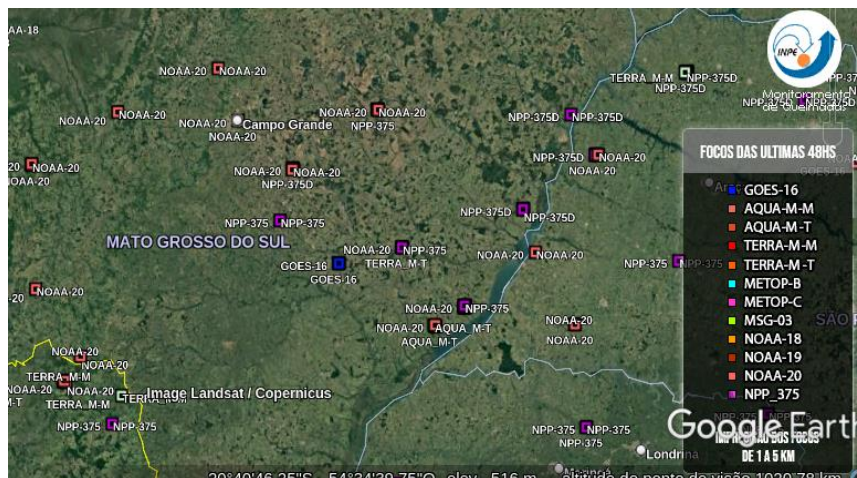 AA-18
NOAA-20 NOAA-20
TERRA_M-M NPP-375D
INPE
Monitoramento
de Queimadas
NOAA-20 NOAA-20
NOAA-20 Campo Grande
NOAA-20
NOAA-20 NOAA-20
NPP-375
NPP-375D NPP-375D
FOCOS DAS ULTIMAS 48HS
NOAA-20
NOAA-20
NOAA-20 NOAA-20
NPP-375D
NOAA-20
NOAA-20
GOES-16
NPP-375 NPP-375
NPP-375D NPP-375D
MATO GROSSO DO SUL
NOAA-20 NPP-375
TERRA_M-T
NOAA-20 NOAA-20
GOES-16
GOES-16
NPP-375 NPP-375
NOAA-20
NOAA-20 NPP-375
NOAA-20 AQUA_M-T
AQUA_M-T
NOAA-20
NOAA-20
NOAA-20
NOAA-20
TERRA_M-M
NOAA-20
TERRA_M-M
Image Landsat / Copernicus
NPP-375 NPP-375
NPP-375 NPP-375
NPP-375
Londrina
GOES-16
AQUA-M-M
AQUA-M-T
TERRA-M-M
TERRA-M-T
METOP-B
METOP-C
MSG-03
NOAA-18
NOAA-19
NOAA-20
NPP_375
Google Earth
IMPRECISÃO DOS FOCOS
DE 1 A 5 KM